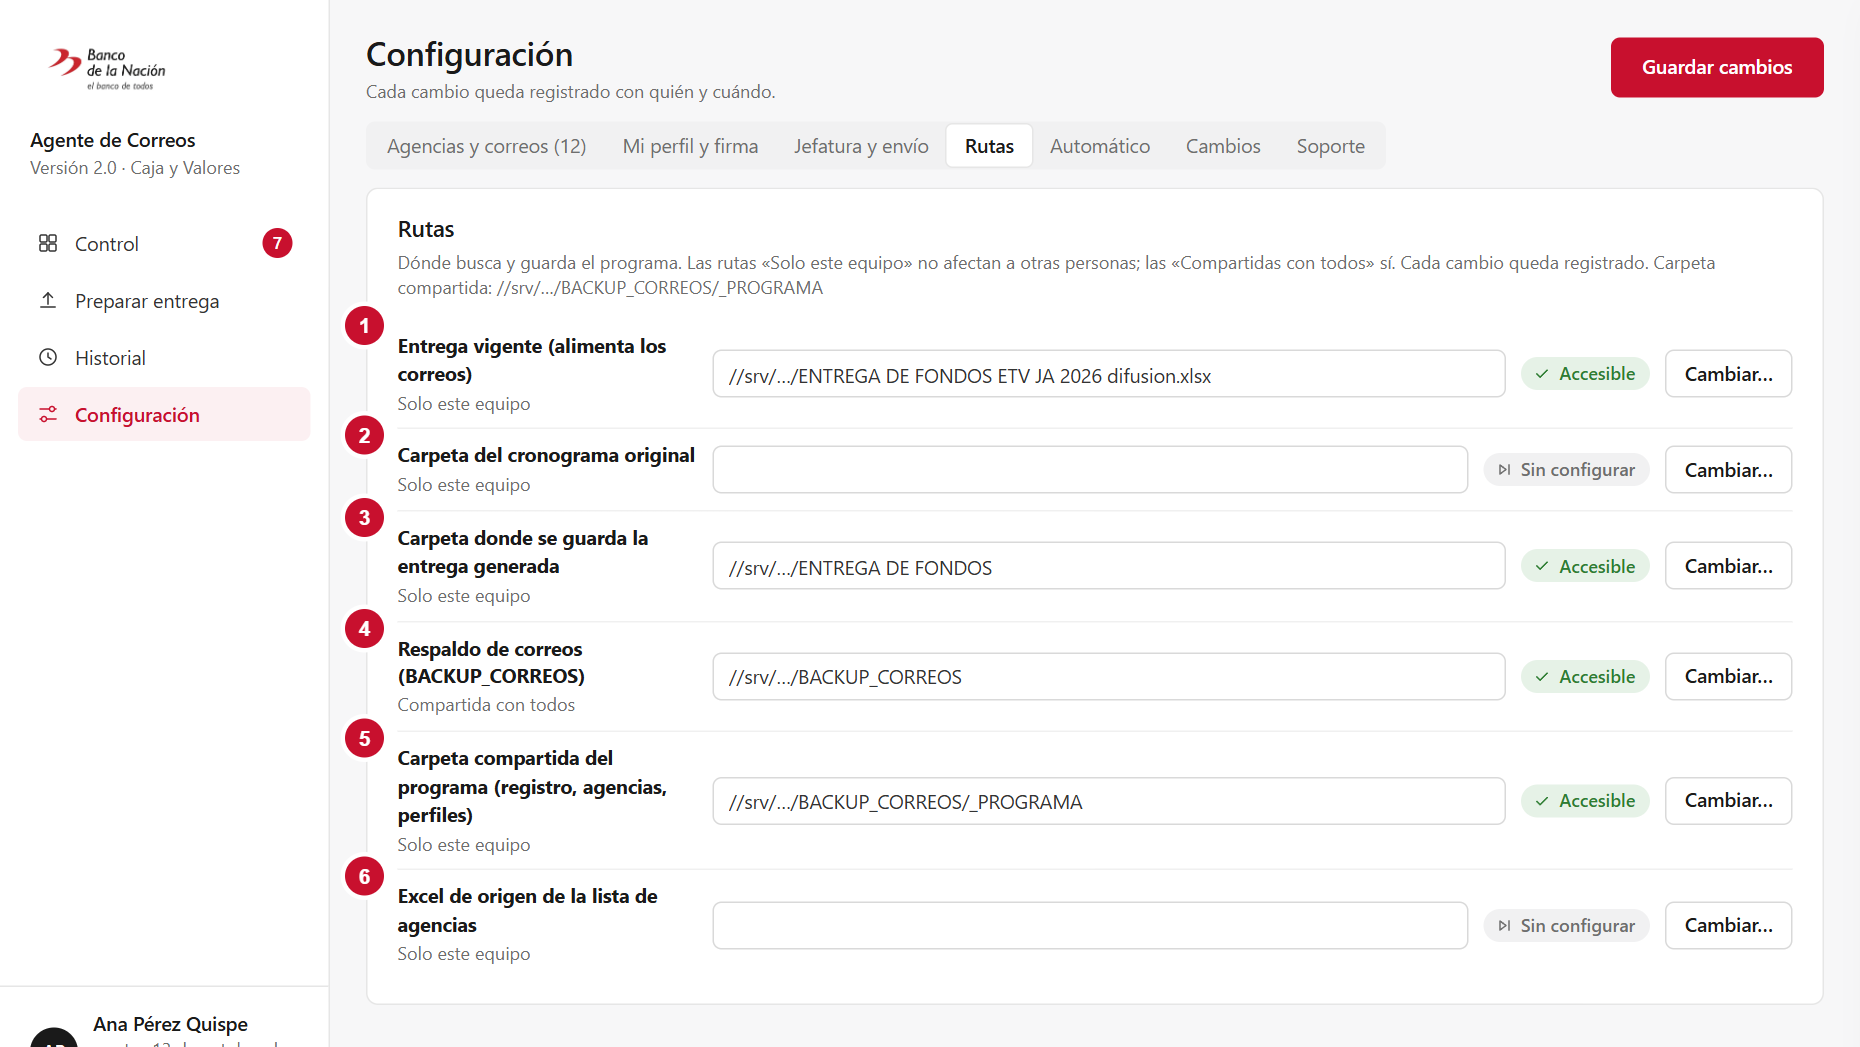 Banco
de la Nación
el banco de todos
Agente de Correos
Versión 2.0 · Caja y Valores
Control
7
Preparar entrega
Historial
Configuración
Ana Pérez Quispe
Configuración
Cada cambio queda registrado con quién y cuándo.
Guardar cambios
Agencias y correos (12)
Mi perfil y firma
Jefatura y envío
Rutas
Automático
Cambios
Soporte
Rutas
Dónde busca y guarda el programa. Las rutas «Solo este equipo» no afectan a otras personas; las «Compartidas con todos» sí. Cada cambio queda registrado. Carpeta
compartida: //srv/.../BACKUP_CORREOS/_PROGRAMA
1
Entrega vigente (alimenta los
correos)
Solo este equipo
//srv/.../ENTREGA DE FONDOS ETV JA 2026 difusion.xlsx
Accesible
Cambiar...
2
Carpeta del cronograma original
Solo este equipo
Sin configurar
Cambiar...
3
Carpeta donde se guarda la
entrega generada
Solo este equipo
//srv/.../ENTREGA DE FONDOS
Accesible
Cambiar...
4
Respaldo de correos
(BACKUP_CORREOS)
Compartida con todos
//srv/.../BACKUP_CORREOS
Accesible
Cambiar...
5
Carpeta compartida del
programa (registro, agencias,
perfiles)
Solo este equipo
//srv/.../BACKUP_CORREOS/_PROGRAMA
Accesible
Cambiar...
6
Excel de origen de la lista de
agencias
Solo este equipo
Sin configurar
Cambiar...